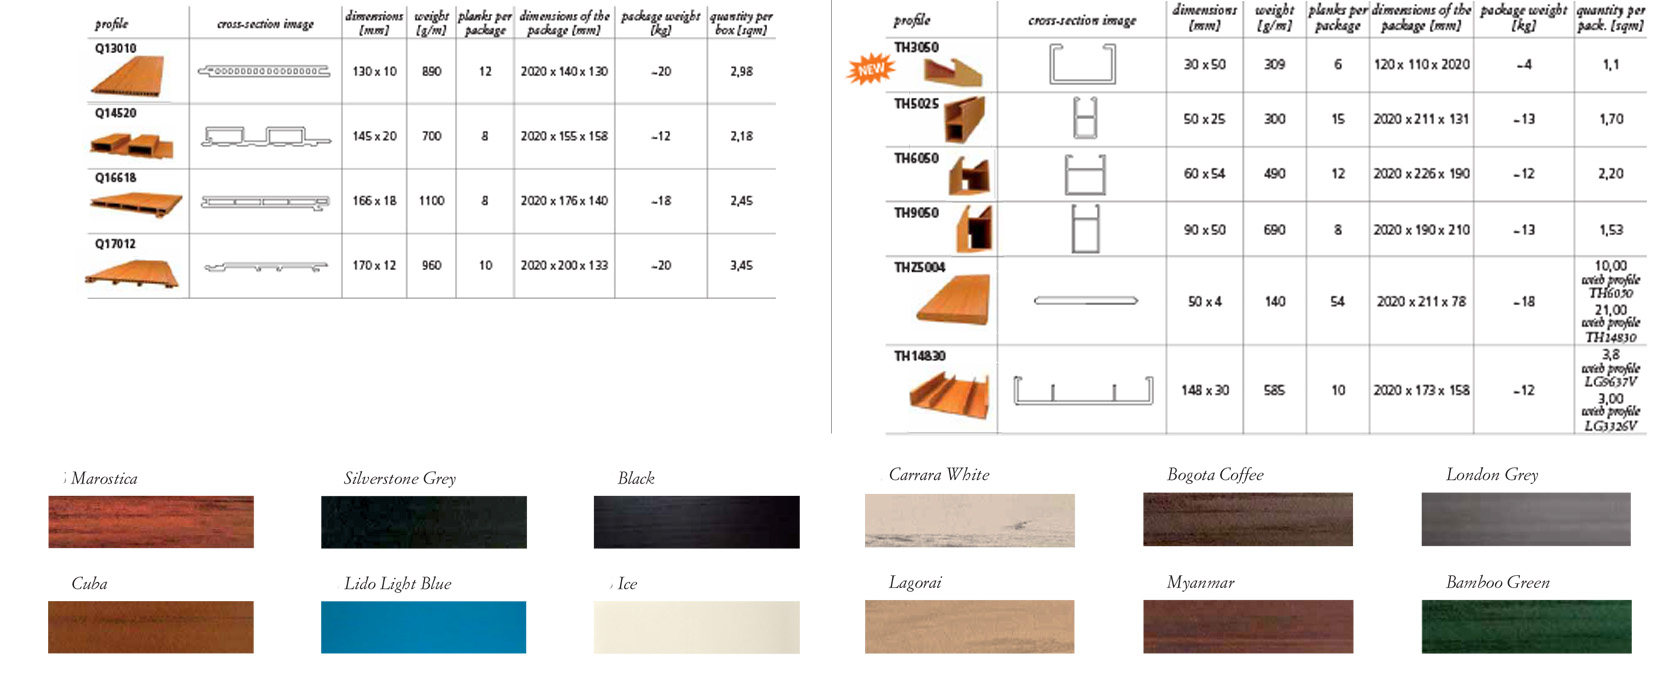 profile cross-section image dimensions [mm] weight [g/m] planks per package dimensions of the package [mm] package weight [kg] quantity per box [sqm]
Q13010 130 x 10 890 12 2020 x 140 x 130 ~20 2,98
Q14520 145 x 20 700 8 2020 x 155 x 158 ~12 2,18
Q16618 166 x 18 1100 8 2020 x 176 x 140 ~18 2,45
Q17012 170 x 12 960 10 2020 x 200 x 133 ~20 3,45
profile cross-section image dimensions [mm] weight [g/m] planks per package dimensions of the package [mm] package weight [kg] quantity per pack. [sqm]
NEW
TH3050 30 x 50 309 6 120 x 110 x 2020 ~4 1,1
TH5025 50 x 25 300 15 2020 x 211 x 131 ~13 1,70
TH6050 60 x 54 490 12 2020 x 226 x 190 ~12 2,20
TH9050 90 x 50 690 8 2020 x 190 x 210 ~13 1,53
THZ5004 50 x 4 140 54 2020 x 211 x 78 ~18 10,00
with profile
TH6050
21,00
with profile
TH14830
TH14830 148 x 30 585 10 2020 x 173 x 158 ~12 3,8
with profile
LG9637V
3,00
with profile
LG3326V
Marostica Silverstone Grey Black Carrara White Bogota Coffee London Grey
Cuba Lido Light Blue Ice Lagorai Myanmar Bamboo Green